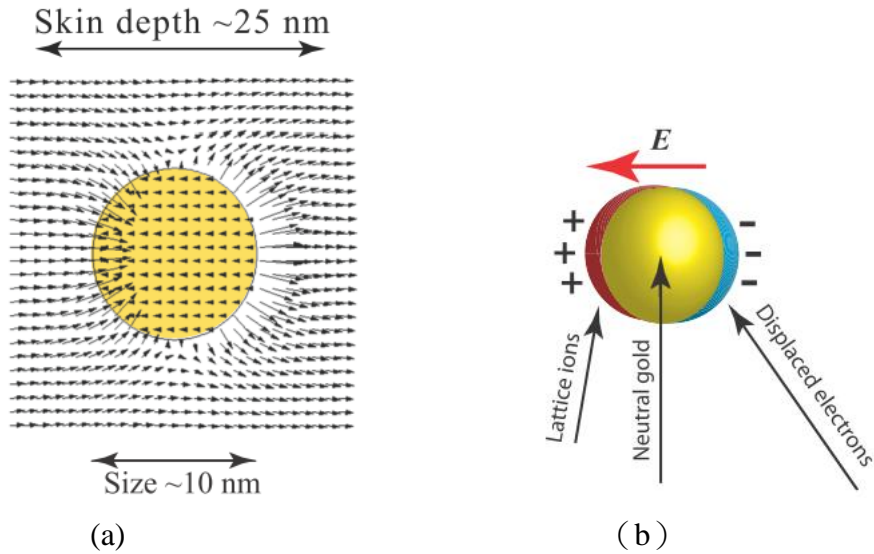 Skin depth ~25 nm
Size ~10 nm
(a)
E
+
+
+
-
-
-
Lattice ions
Neutral gold
Displaced electrons
（b）